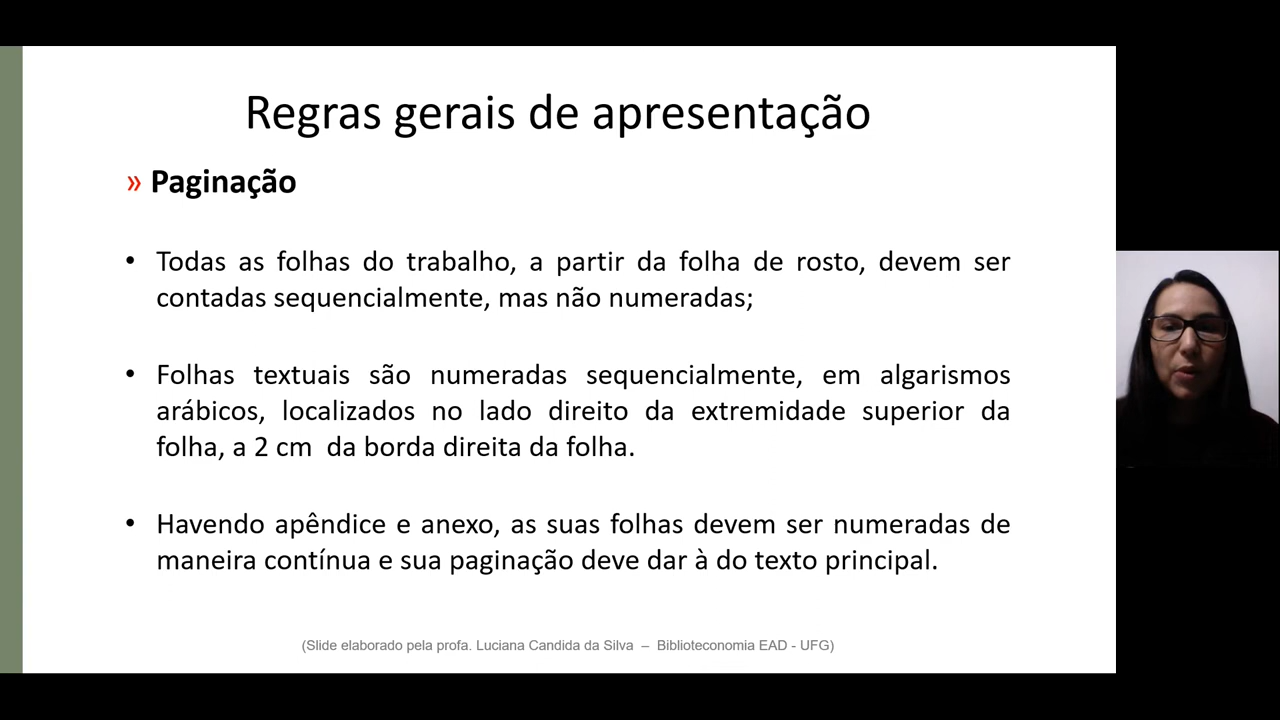 Regras gerais de apresentação
» Paginação
• Todas as folhas do trabalho, a partir da folha de rosto, devem ser
contadas sequencialmente, mas não numeradas;
• Folhas textuais são numeradas sequencialmente, em algarismos
arábicos, localizados no lado direito da extremidade superior da
folha, a 2 cm  da borda direita da folha.
• Havendo apêndice e anexo, as suas folhas devem ser numeradas de
maneira contínua e sua paginação deve dar à do texto principal.
(Slide elaborado pela profa. Luciana Candida da Silva – Biblioteconomia EAD - UFG)